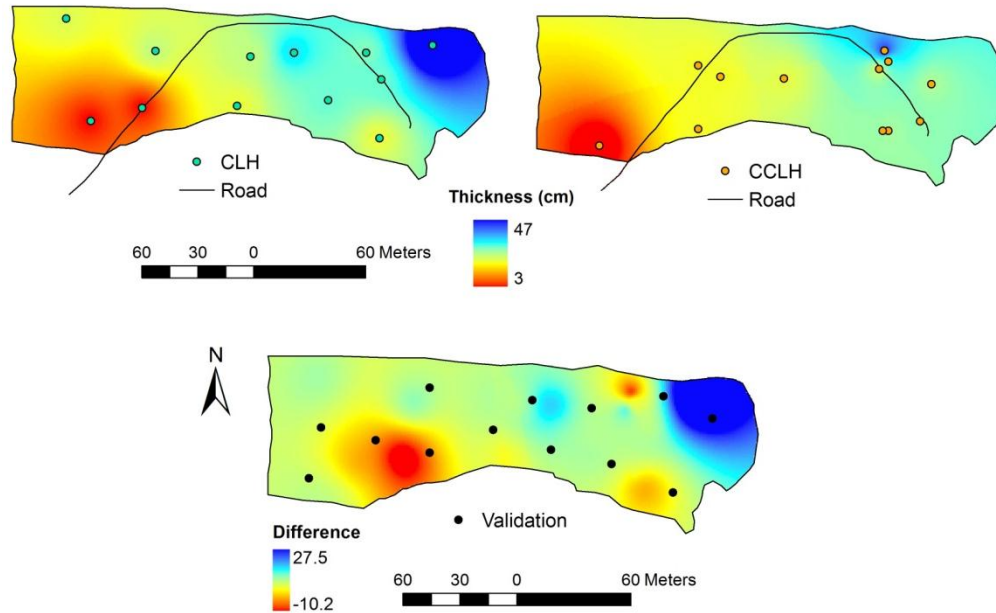 CLH
Road
CCLH
Road
Thickness (cm)
47
3
60 30 0 60 Meters
N
Validation
Difference
27.5
-10.2
60 30 0 60 Meters